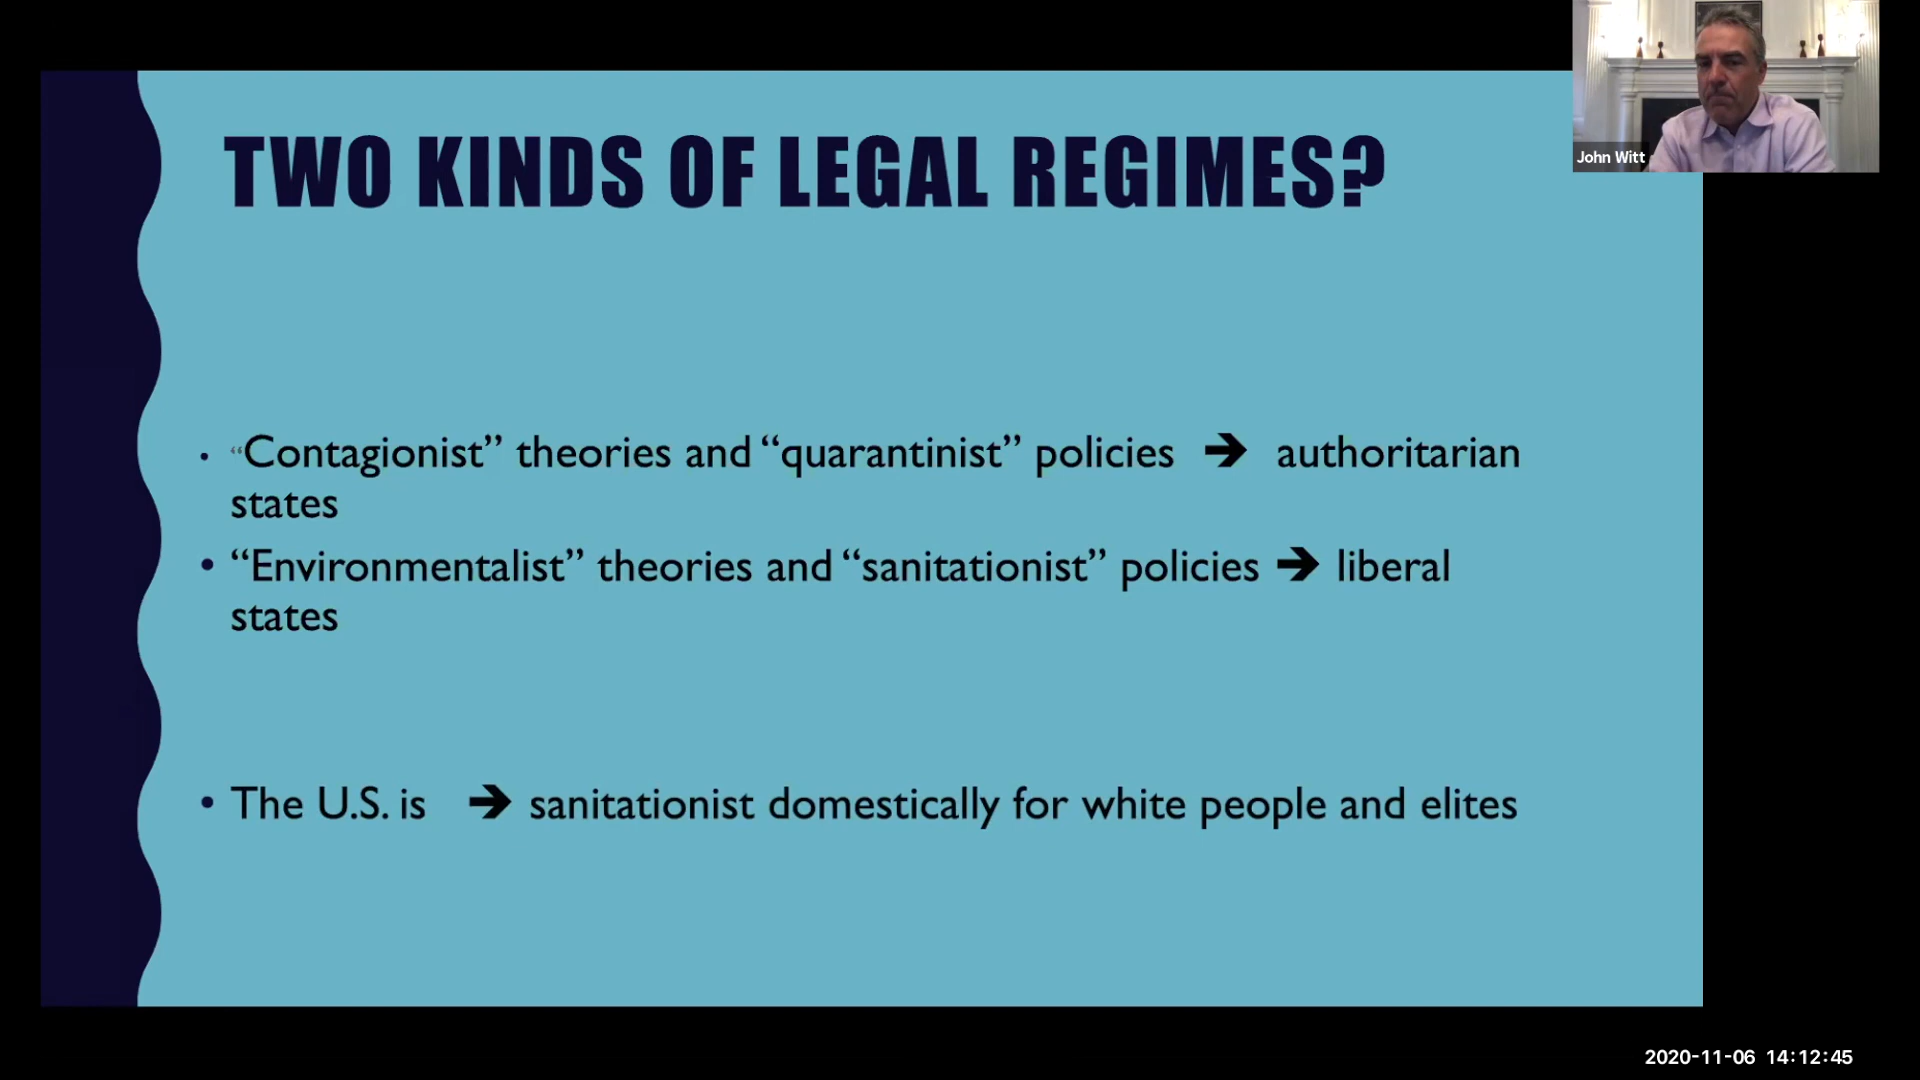 TWO KINDS OF LEGAL REGIMES?
• “Contagionist” theories and “quarantinist” policies ➔ authoritarian
states
• “Environmentalist” theories and “sanitationist” policies ➔ liberal
states
• The U.S. is ➔ sanitationist domestically for white people and elites
John Witt
2020-11-06 14:12:45